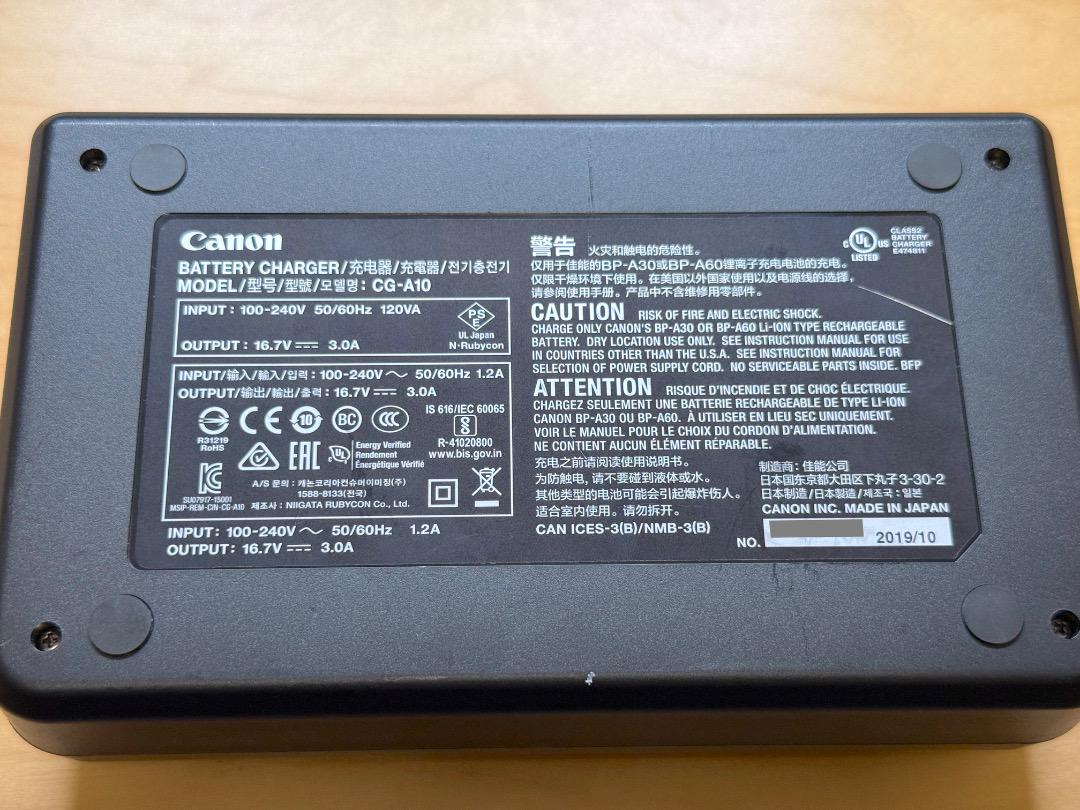 Canon
BATTERY CHARGER/充电器/充電器/전기충전기
MODEL/型号/型號/모델명: CG-A10
INPUT : 100-240V 50/60Hz 120VA
OUTPUT : 16.7V⎓ 3.0A
PS
E
UL Japan
N·Rubycon
INPUT/输入/輸入/입력 : 100-240V ～ 50/60Hz 1.2A
OUTPUT/输出/輸出/출력 : 16.7V⎓ 3.0A
R31219
RoHS
CE
10
BC
CCC
IS 616/IEC 60065
R-41020800
www.bis.gov.in
EAC
UL
Energy Verified
Rendement
Énergétique Vérifié
SU07917-15001
MSIP-REM-CIN-CG-A10
A/S 문의 : 캐논코리아컨슈머이미징(주)
1588-8133(전국)
제조사 : NIIGATA RUBYCON Co., Ltd.
INPUT : 100-240V ～ 50/60Hz 1.2A
OUTPUT : 16.7V⎓ 3.0A
警告 火灾和触电的危险性。
仅用于佳能的BP-A30或BP-A60锂离子充电电池的充电。
仅限干燥环境下使用。在美国以外国家使用以及电源线的选择，
请参阅使用手册。产品中不含维修用零部件。
c UL US
LISTED
CLASS2
BATTERY
CHARGER
E474811
CAUTION RISK OF FIRE AND ELECTRIC SHOCK.
CHARGE ONLY CANON'S BP-A30 OR BP-A60 Li-ION TYPE RECHARGEABLE
BATTERY. DRY LOCATION USE ONLY. SEE INSTRUCTION MANUAL FOR USE
IN COUNTRIES OTHER THAN THE U.S.A. SEE INSTRUCTION MANUAL FOR
SELECTION OF POWER SUPPLY CORD. NO SERVICEABLE PARTS INSIDE. BFP
ATTENTION RISQUE D'INCENDIE ET DE CHOC ÉLECTRIQUE.
CHARGEZ SEULEMENT UNE BATTERIE RECHARGEABLE DE TYPE LI-ION
CANON BP-A30 OU BP-A60. À UTILISER EN LIEU SEC UNIQUEMENT.
VOIR LE MANUEL POUR LE CHOIX DU CORDON D'ALIMENTATION.
NE CONTIENT AUCUN ÉLÉMENT RÉPARABLE.
充电之前请阅读使用说明书。
为防触电, 请不要碰到液体或水。
其他类型的电池可能会引起爆炸伤人。
适合室内使用。请勿拆开。
CAN ICES-3(B)/NMB-3(B)
制造商：佳能公司
日本国东京都大田区下丸子3-30-2
日本制造/日本製造/제조국 : 일본
CANON INC. MADE IN JAPAN
NO. 2019/10